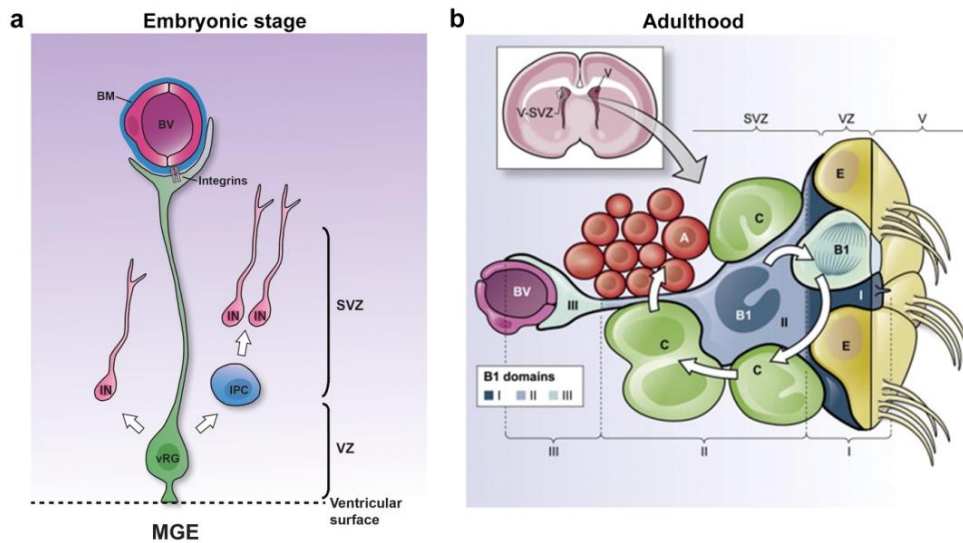 a
Embryonic stage
BM
BV
Integrins
IN
IN
IN
IPC
vRG
SVZ
VZ
Ventricular
surface
MGE
b
Adulthood
V
V-SVZ
SVZ
VZ
V
E
C
A
B1
BV
III
B1
II
I
C
C
E
B1 domains
I
II
III
III
II
I